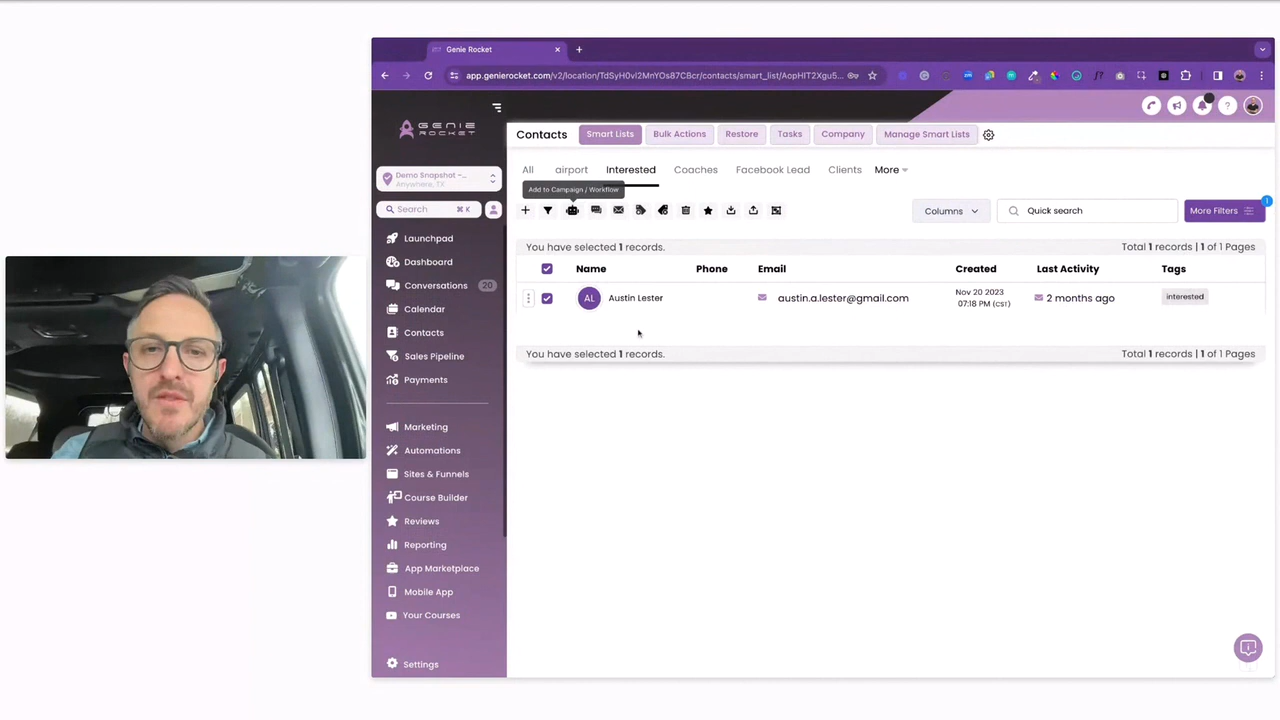 Genie Rocket
app.genierocket.com/v2/location/TdSyH0vl2MnYOs87C8cr/contacts/smart_list/AopHIT2Xgu5...
GENIE
ROCKET
Demo Snapshot -...
Anywhere, TX
Search ⌘ K
Launchpad
Dashboard
Conversations 20
Calendar
Contacts
Sales Pipeline
Payments
Marketing
Automations
Sites & Funnels
Course Builder
Reviews
Reporting
App Marketplace
Mobile App
Your Courses
Settings
Contacts Smart Lists Bulk Actions Restore Tasks Company Manage Smart Lists
All airport Interested Coaches Facebook Lead Clients More
Add to Campaign / Workflow
Columns Quick search More Filters 1
You have selected 1 records. Total 1 records | 1 of 1 Pages
Name Phone Email Created Last Activity Tags
AL Austin Lester austin.a.lester@gmail.com Nov 20 2023 2 months ago interested
07:18 PM (CST)
You have selected 1 records. Total 1 records | 1 of 1 Pages